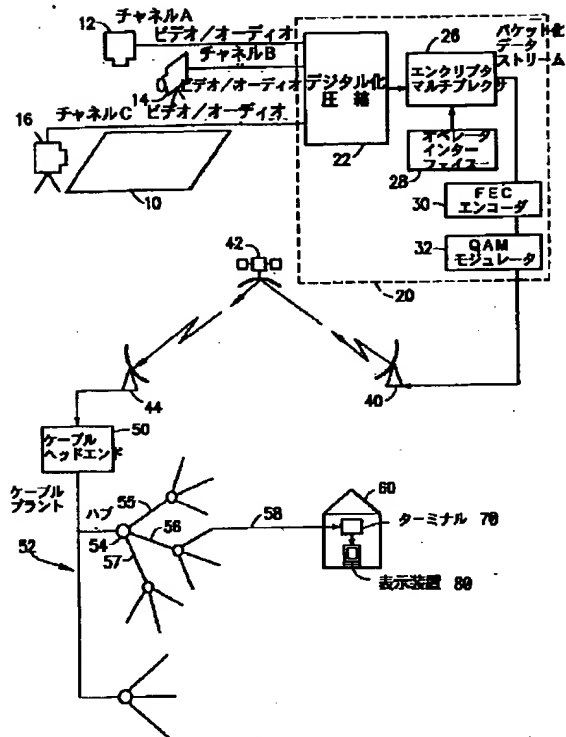 チャネルA
12
ビデオ/オーディオ
チャネルB
14
ビデオ/オーディオ
16
チャネルC
ビデオ/オーディオ
10
デジタル化
圧縮
22
26
エンクリプタ
マルチプレクサ
パケット化
データ
ストリーム
オペレータ
インター
フェイス
28
30
FEC
エンコーダ
32
QAM
モジュレータ
20
42
44
40
50
ケーブル
ヘッドエンド
ケーブル
プラント
52
ハブ
54
55
56
57
58
60
ターミナル 70
表示装置 80